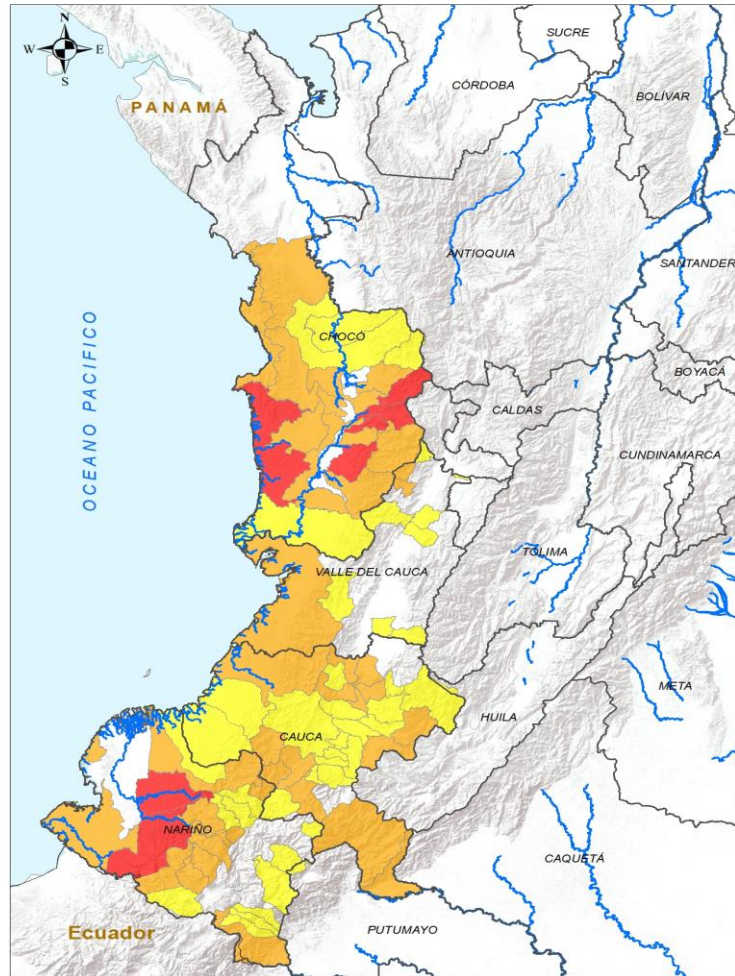 N
W E
S
SUCRE
CÓRDOBA
BOLÍVAR
PANAMÁ
ANTIOQUIA
SANTANDER
OCEANO PACIFICO
CHOCÓ
BOYACÁ
CALDAS
CUNDINAMARCA
TOLIMA
VALLE DEL CAUCA
META
HUILA
CAUCA
NARIÑO
CAQUETÁ
Ecuador
PUTUMAYO